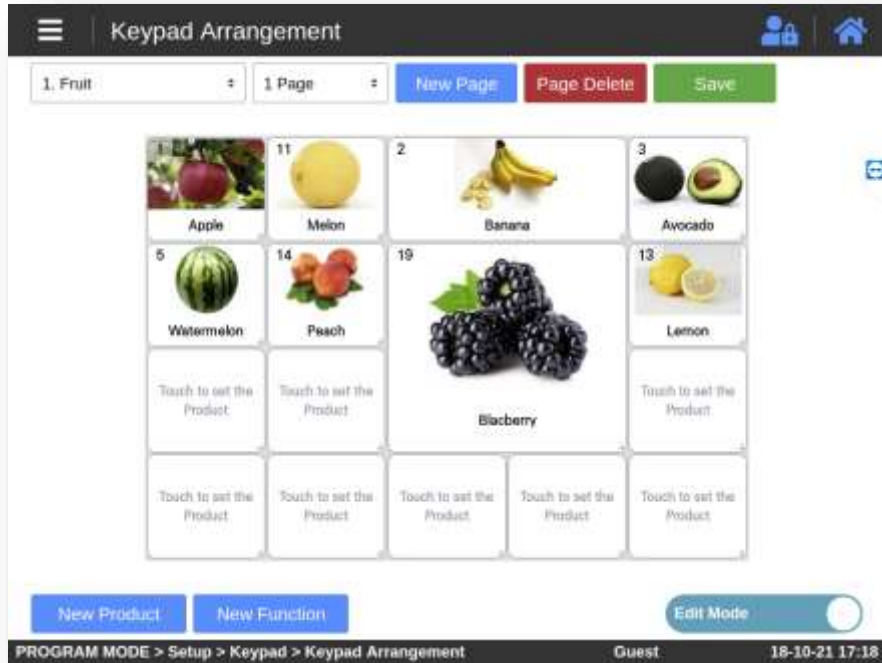 Keypad Arrangement
1. Fruit
1 Page
New Page
Page Delete
Save
11
2
3
Apple
Melon
Banana
Avocado
5
14
19
13
Watermelon
Peach
Blacberry
Lemon
Touch to set the
Product
Touch to set the
Product
Touch to set the
Product
Touch to set the
Product
Touch to set the
Product
Touch to set the
Product
Touch to set the
Product
Touch to set the
Product
New Product
New Function
Edit Mode
PROGRAM MODE > Setup > Keypad > Keypad Arrangement
Guest
18-10-21 17:18